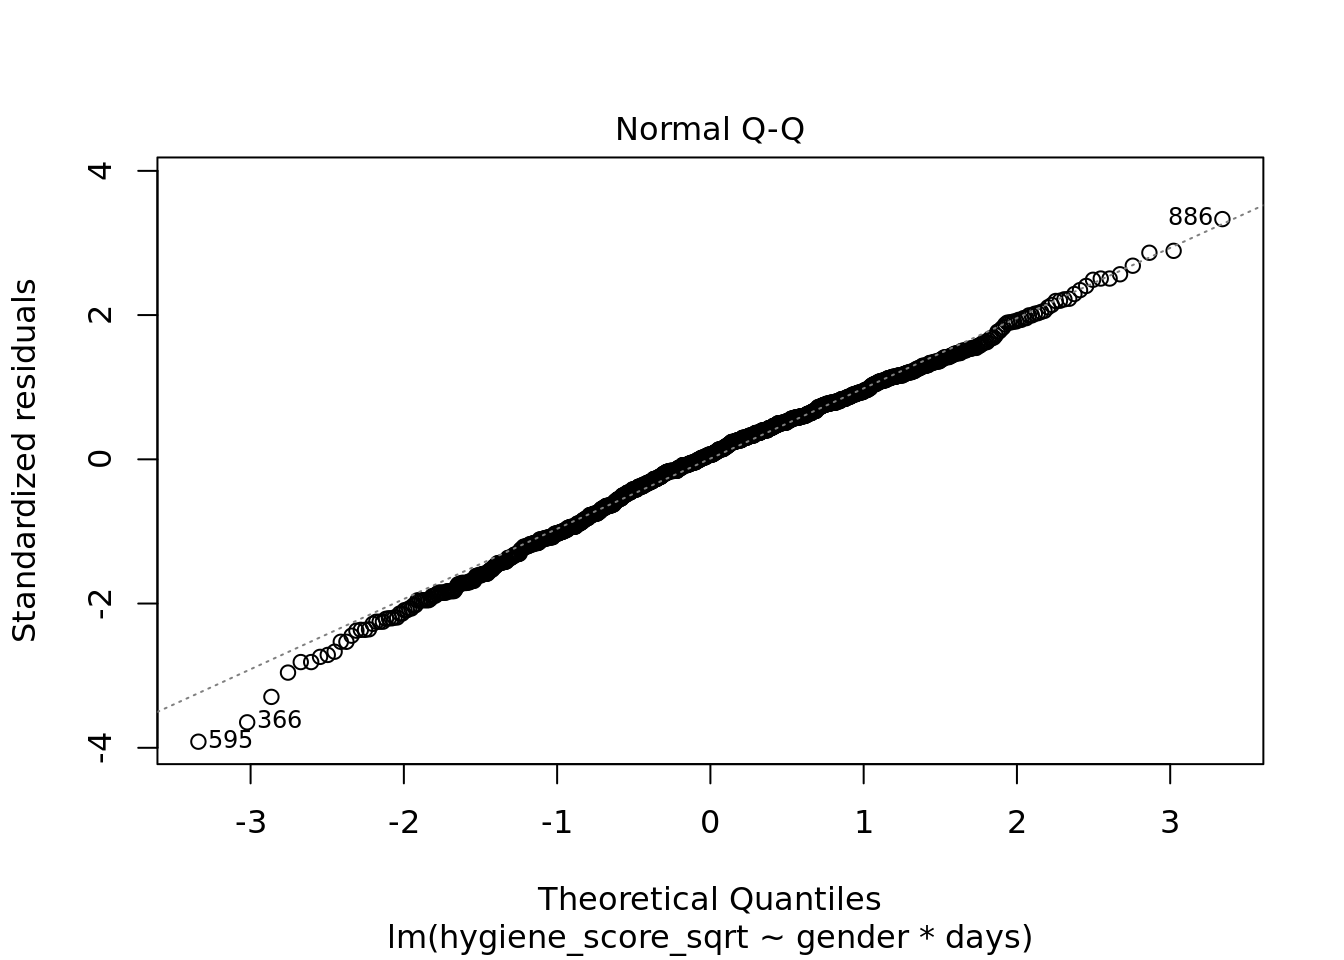 Normal Q-Q
Standardized residuals
4
2
0
-2
-4
886
366
595
-3 -2 -1 0 1 2 3
Theoretical Quantiles
lm(hygiene_score_sqrt ~ gender * days)